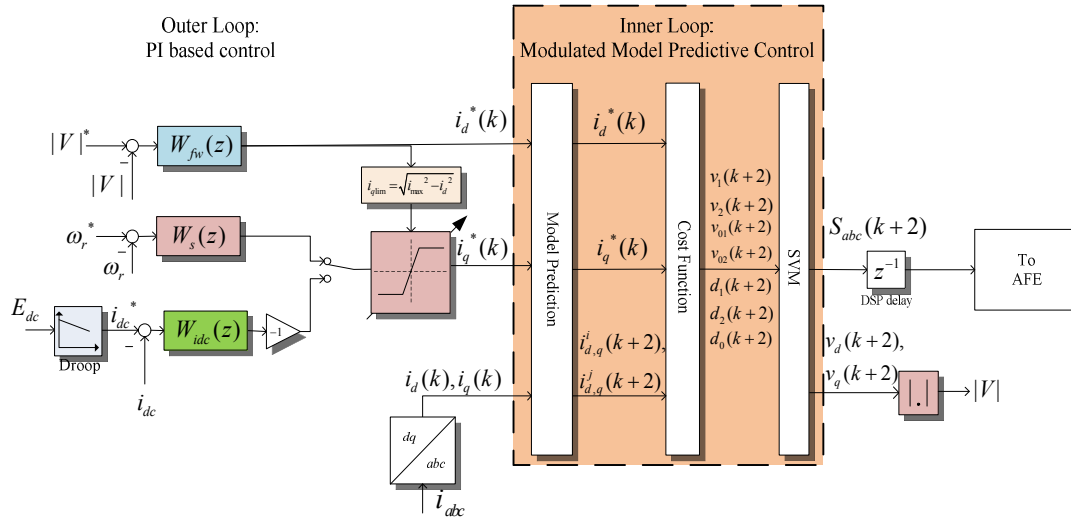 Outer Loop:
PI based control
Inner Loop:
Modulated Model Predictive Control
|V|*
|V|
-
W_fw(z)
i_d*(k)
i_d*(k)
i_qlim = √(i_max² − i_d²)
ω_r*
ω_r
-
W_s(z)
i_q*(k)
i_q*(k)
E_dc
Droop
i_dc*
-
i_dc
W_idc(z)
-1
i_d(k), i_q(k)
dq
abc
i_abc
Model Prediction
i^i_d,q(k+2),
i^j_d,q(k+2)
Cost Function
v_1(k+2)
v_2(k+2)
v_01(k+2)
v_02(k+2)
d_1(k+2)
d_2(k+2)
d_0(k+2)
SVM
S_abc(k+2)
z⁻¹
DSP delay
To
AFE
v_d(k+2),
v_q(k+2)
|.|
|V|